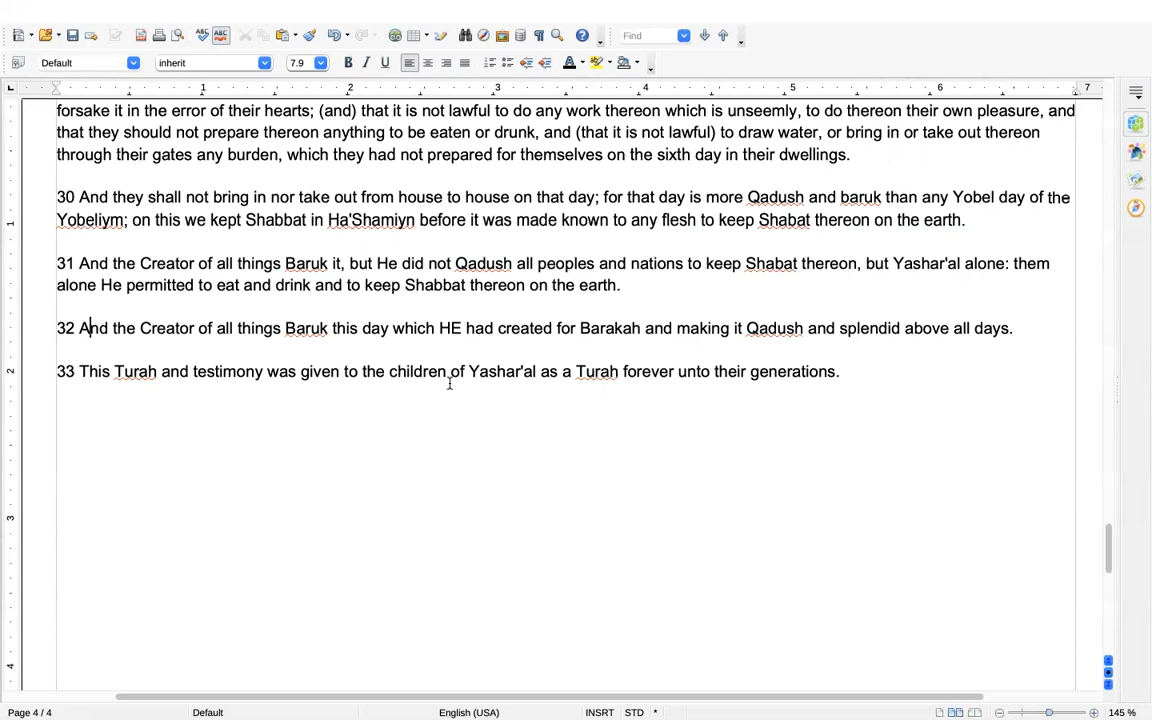 Find
Default inherit 7.9 B I U
1 2 3 4 5 6 7
forsake it in the error of their hearts; (and) that it is not lawful to do any work thereon which is unseemly, to do thereon their own pleasure, and
that they should not prepare thereon anything to be eaten or drunk, and (that it is not lawful) to draw water, or bring in or take out thereon
through their gates any burden, which they had not prepared for themselves on the sixth day in their dwellings.
30 And they shall not bring in nor take out from house to house on that day; for that day is more Qadush and baruk than any Yobel day of the
Yobeliym; on this we kept Shabbat in Ha'Shamiyn before it was made known to any flesh to keep Shabat thereon on the earth.
31 And the Creator of all things Baruk it, but He did not Qadush all peoples and nations to keep Shabat thereon, but Yashar'al alone: them
alone He permitted to eat and drink and to keep Shabbat thereon on the earth.
32 And the Creator of all things Baruk this day which HE had created for Barakah and making it Qadush and splendid above all days.
33 This Turah and testimony was given to the children of Yashar'al as a Turah forever unto their generations.
1
2
3
4
Page 4 / 4 Default English (USA) INSRT STD * 145 %